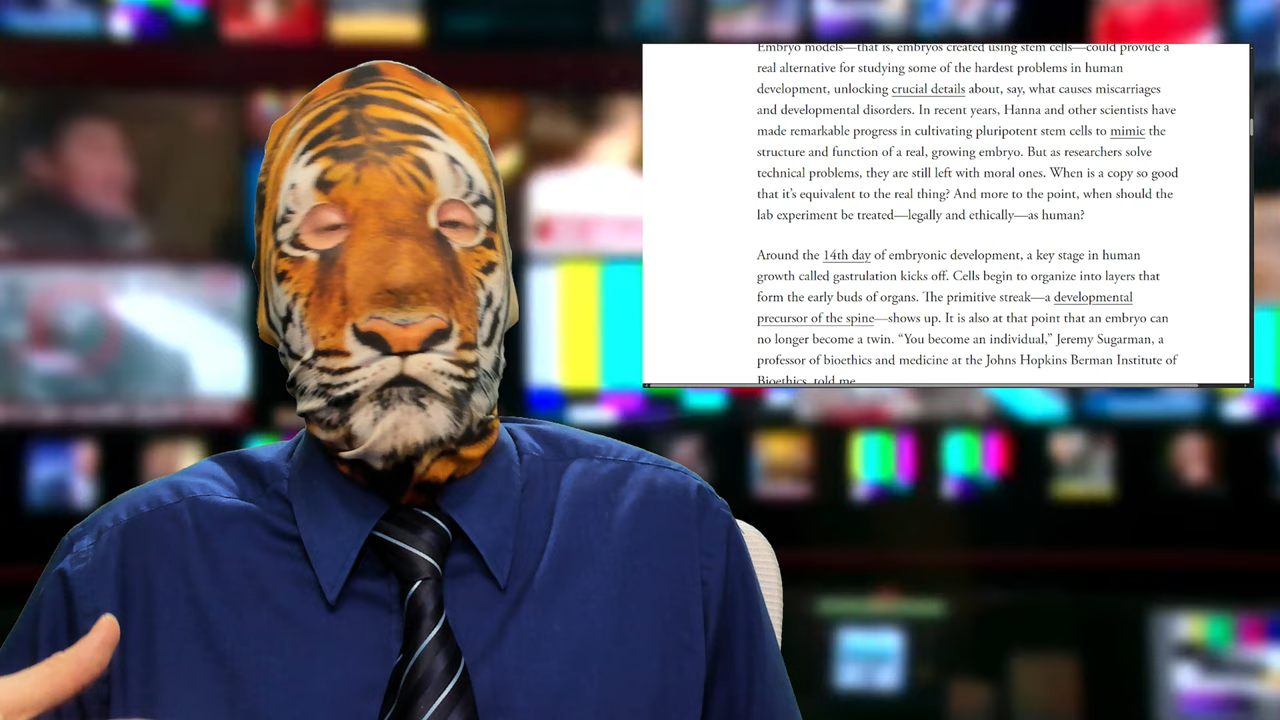 Embryo models—that is, embryos created using stem cells—could provide a
real alternative for studying some of the hardest problems in human
development, unlocking crucial details about, say, what causes miscarriages
and developmental disorders. In recent years, Hanna and other scientists have
made remarkable progress in cultivating pluripotent stem cells to mimic the
structure and function of a real, growing embryo. But as researchers solve
technical problems, they are still left with moral ones. When is a copy so good
that it’s equivalent to the real thing? And more to the point, when should the
lab experiment be treated—legally and ethically—as human?
Around the 14th day of embryonic development, a key stage in human
growth called gastrulation kicks off. Cells begin to organize into layers that
form the early buds of organs. The primitive streak—a developmental
precursor of the spine—shows up. It is also at that point that an embryo can
no longer become a twin. “You become an individual,” Jeremy Sugarman, a
professor of bioethics and medicine at the Johns Hopkins Berman Institute of
Bioethics, told me